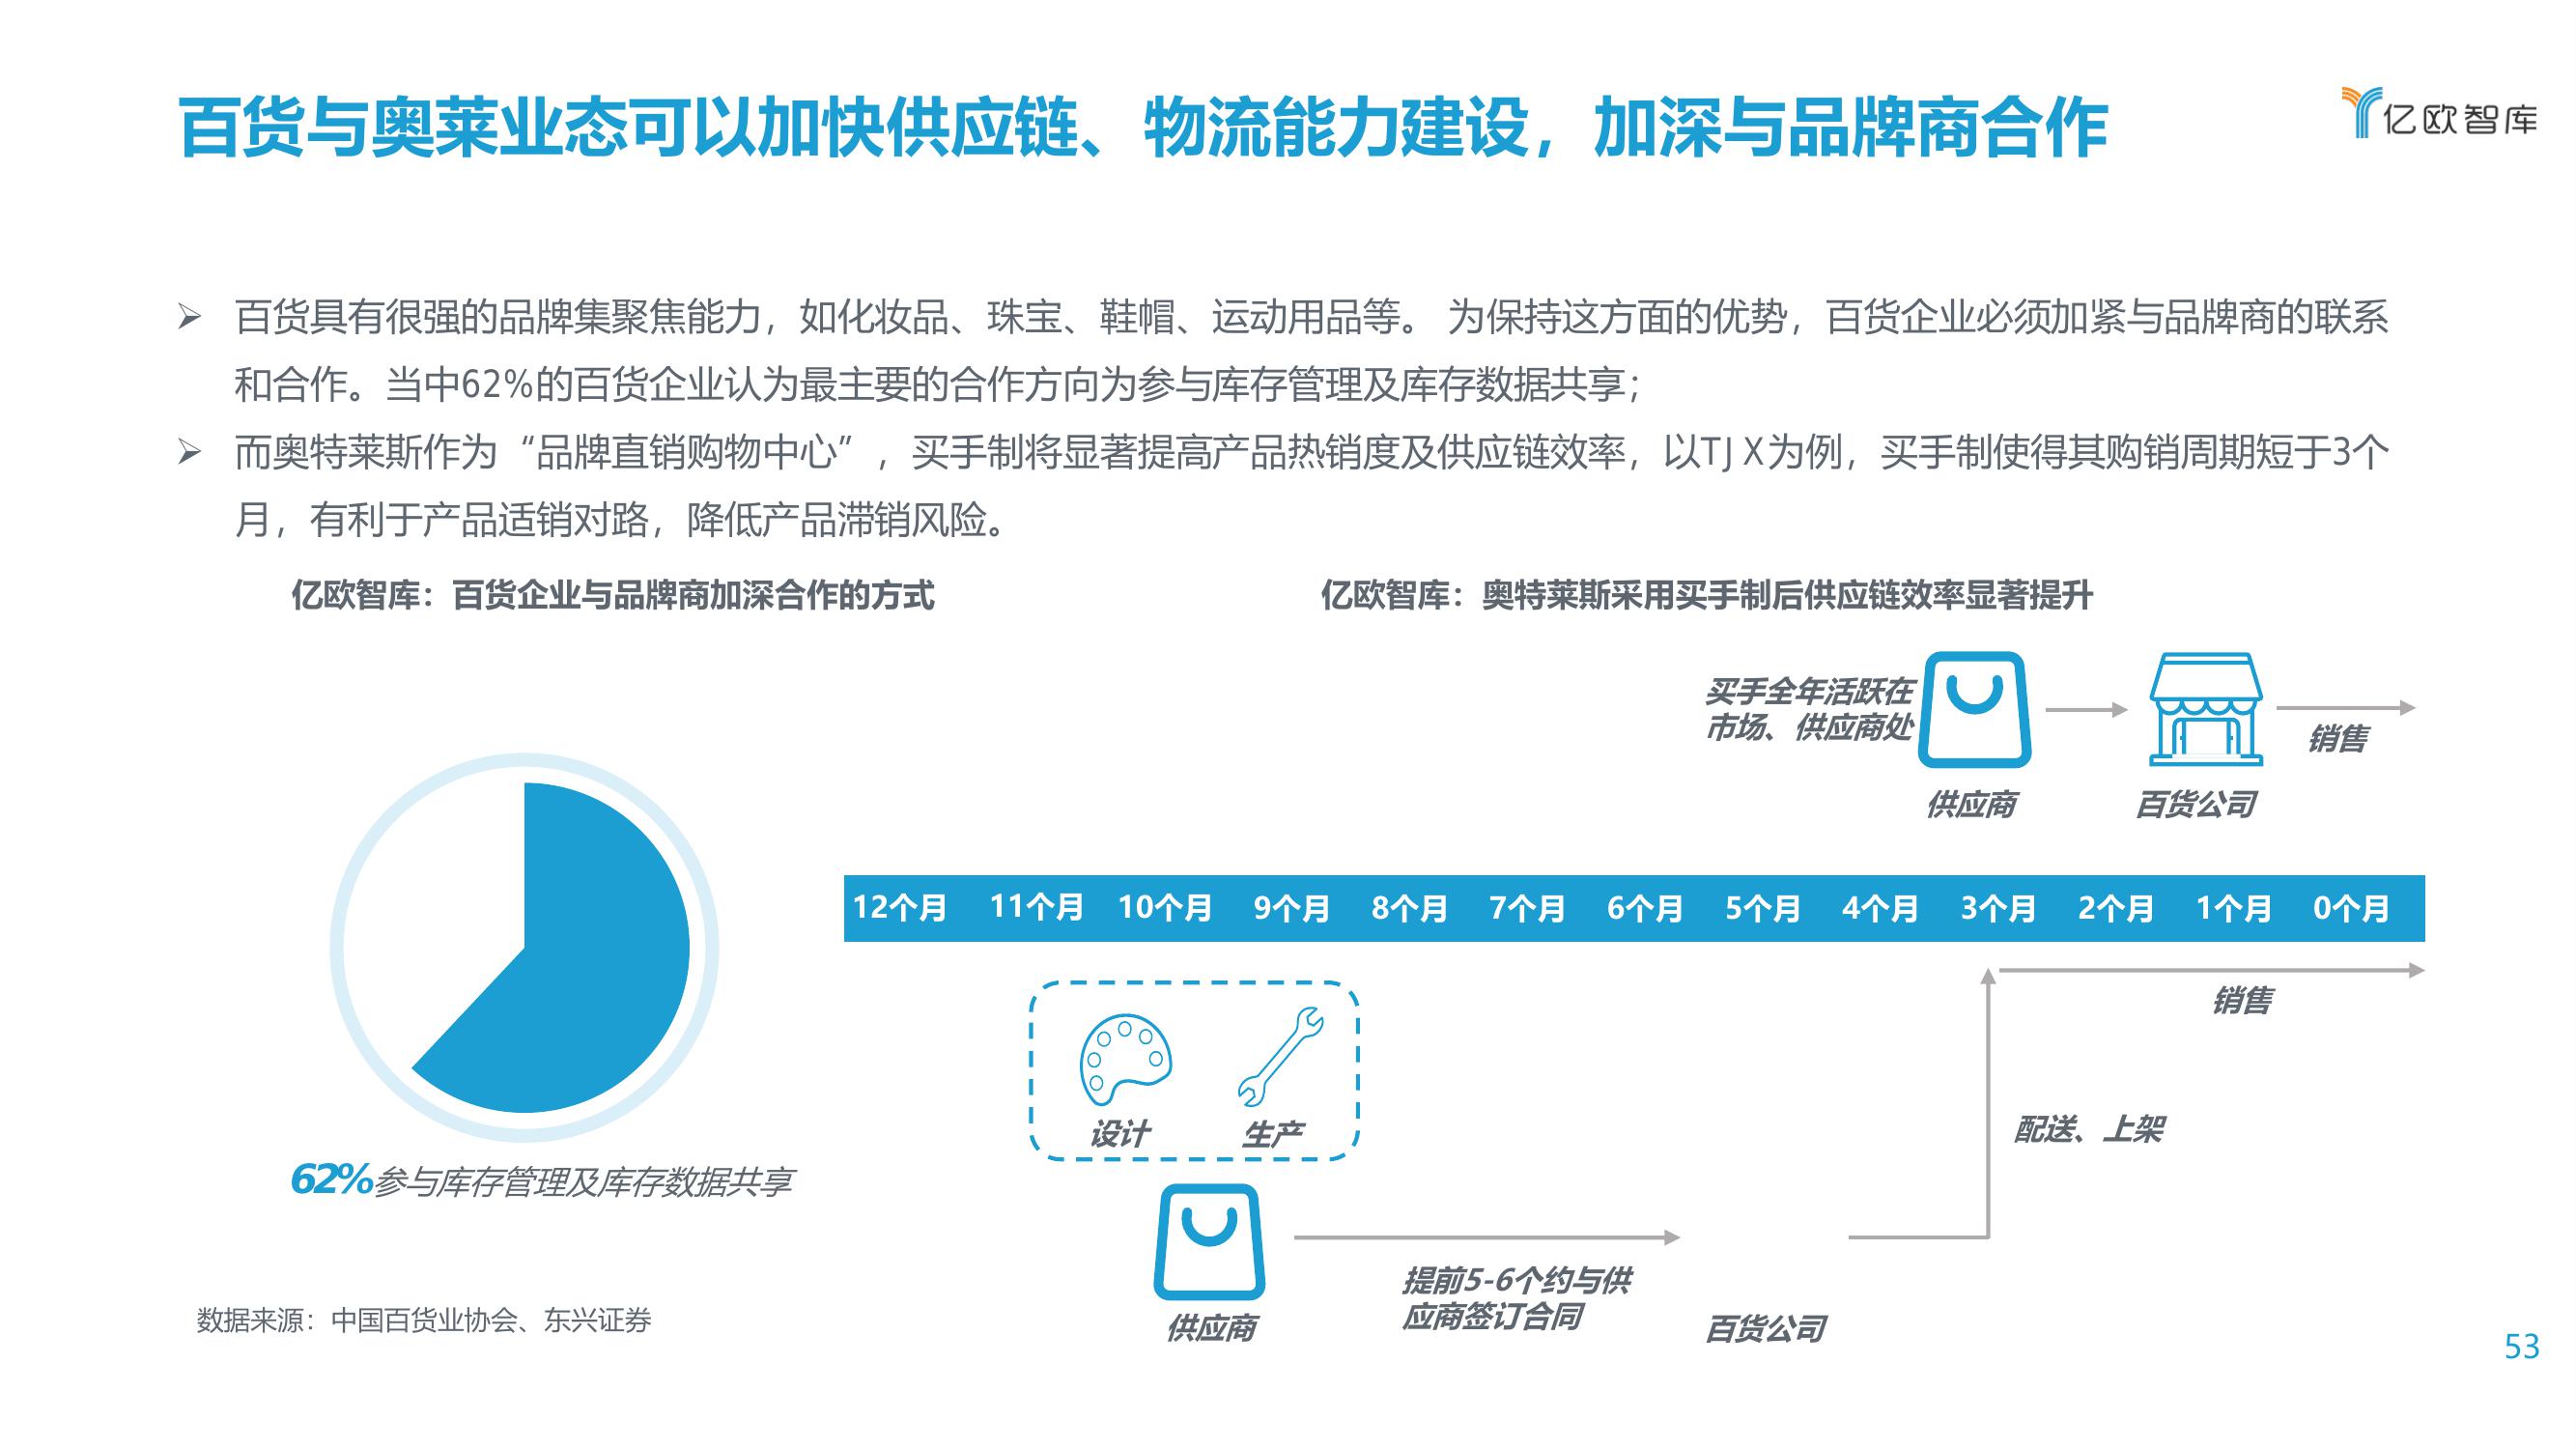 百货与奥莱业态可以加快供应链、物流能力建设，加深与品牌商合作
亿欧智库
百货具有很强的品牌集聚焦能力，如化妆品、珠宝、鞋帽、运动用品等。 为保持这方面的优势，百货企业必须加紧与品牌商的联系
和合作。当中62%的百货企业认为最主要的合作方向为参与库存管理及库存数据共享；
而奥特莱斯作为“品牌直销购物中心”，买手制将显著提高产品热销度及供应链效率，以TJX为例，买手制使得其购销周期短于3个
月，有利于产品适销对路，降低产品滞销风险。
亿欧智库：百货企业与品牌商加深合作的方式
62%参与库存管理及库存数据共享
亿欧智库：奥特莱斯采用买手制后供应链效率显著提升
买手全年活跃在
市场、供应商处
供应商
百货公司
销售
12个月 11个月 10个月 9个月 8个月 7个月 6个月 5个月 4个月 3个月 2个月 1个月 0个月
销售
设计
生产
配送、上架
供应商
提前5-6个约与供
应商签订合同
百货公司
数据来源：中国百货业协会、东兴证券
53